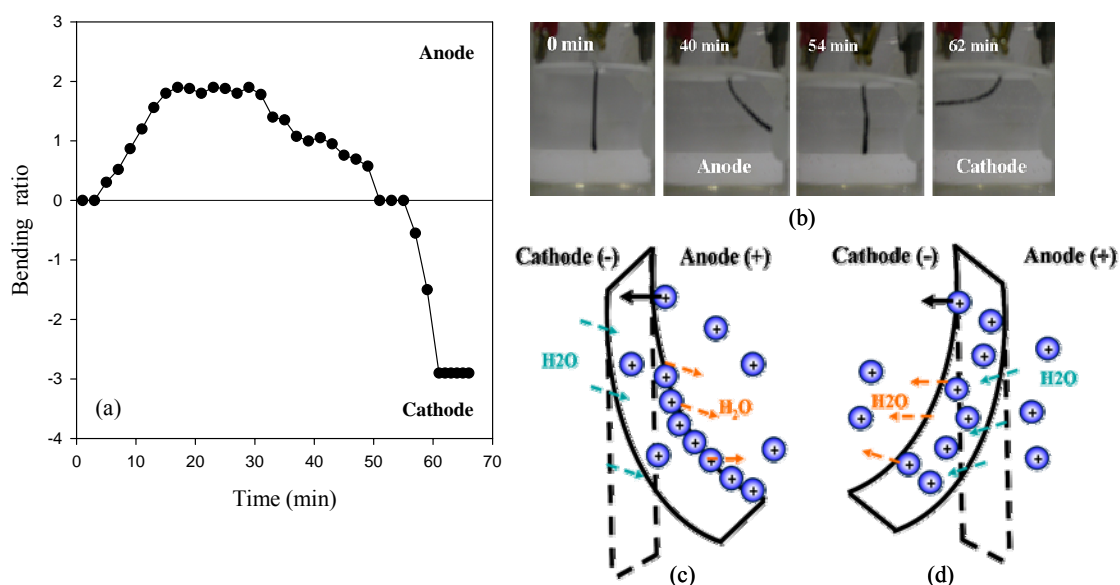 3
2
1
0
-1
-2
-3
-4
Bending ratio
Anode
Cathode
(a)
0 10 20 30 40 50 60 70
Time (min)
0 min
40 min
54 min
62 min
Anode
Cathode
(b)
Cathode (-) Anode (+)
+
+
H2O
+
+
+
+
H₂O
+
+
+
+
+
+
+
+
(c)
Cathode (-) Anode (+)
+
+
+
+
+
H2O
+
+
H2O
+
+
+
+
+
+
+
(d)